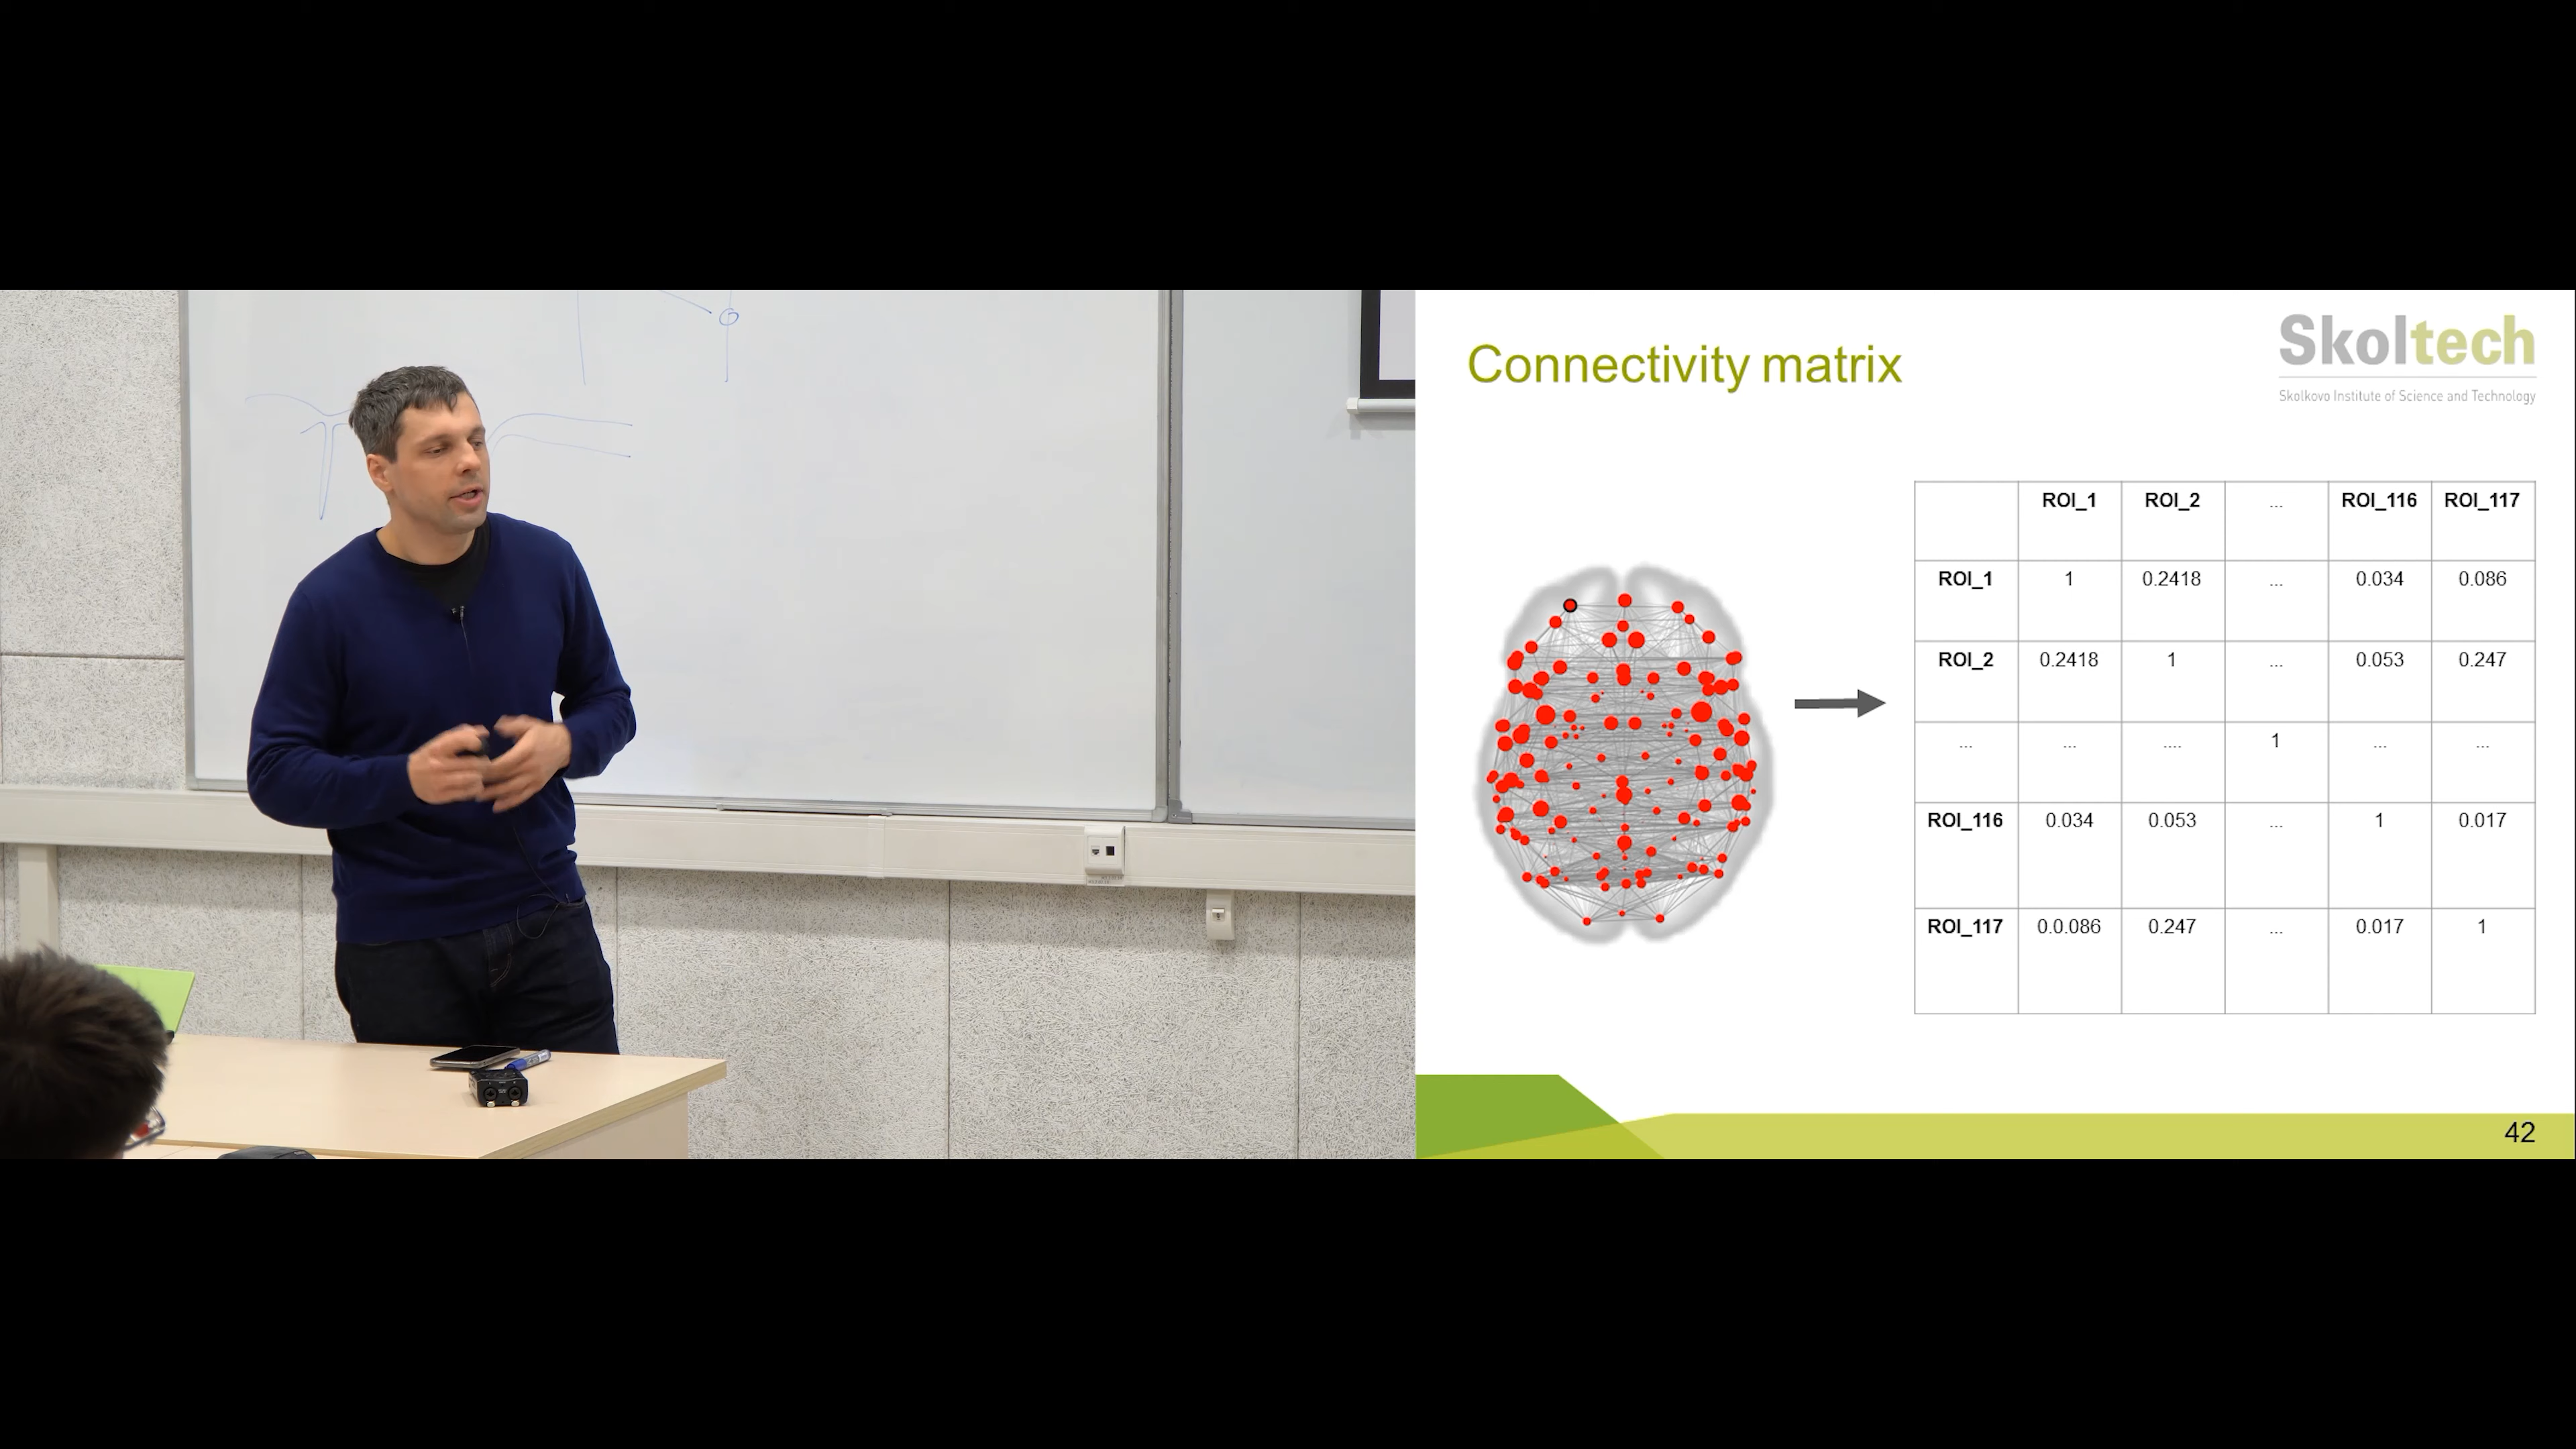 Connectivity matrix
Skoltech
Skolkovo Institute of Science and Technology
ROI_1 ROI_2 ... ROI_116 ROI_117
ROI_1 1 0.2418 ... 0.034 0.086
ROI_2 0.2418 1 ... 0.053 0.247
... ... .... 1 ... ...
ROI_116 0.034 0.053 ... 1 0.017
ROI_117 0.0.086 0.247 ... 0.017 1
42